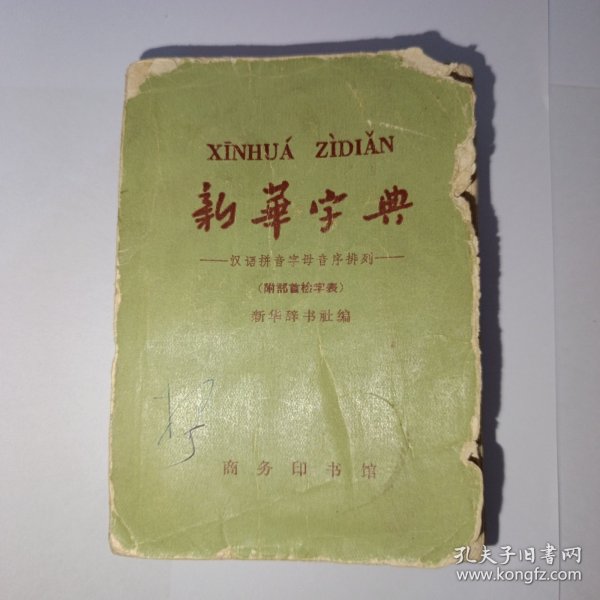 XĪNHUÁ ZÌDIǍN
新華字典
——汉语拼音字母音序排列——
（附部首检字表）
新华辞书社编
商务印书馆
孔夫子旧書网
www.kongfz.com